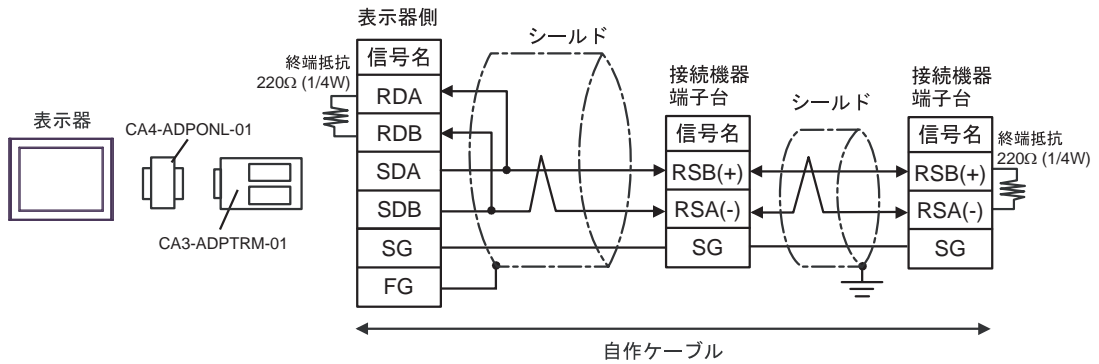 表示器
CA4-ADPONL-01
CA3-ADPTRM-01
終端抵抗
220Ω (1/4W)
表示器側
信号名
RDA
RDB
SDA
SDB
SG
FG
シールド
接続機器
端子台
信号名
RSB(+)
RSA(-)
SG
シールド
接続機器
端子台
信号名
RSB(+)
RSA(-)
SG
終端抵抗
220Ω (1/4W)
自作ケーブル